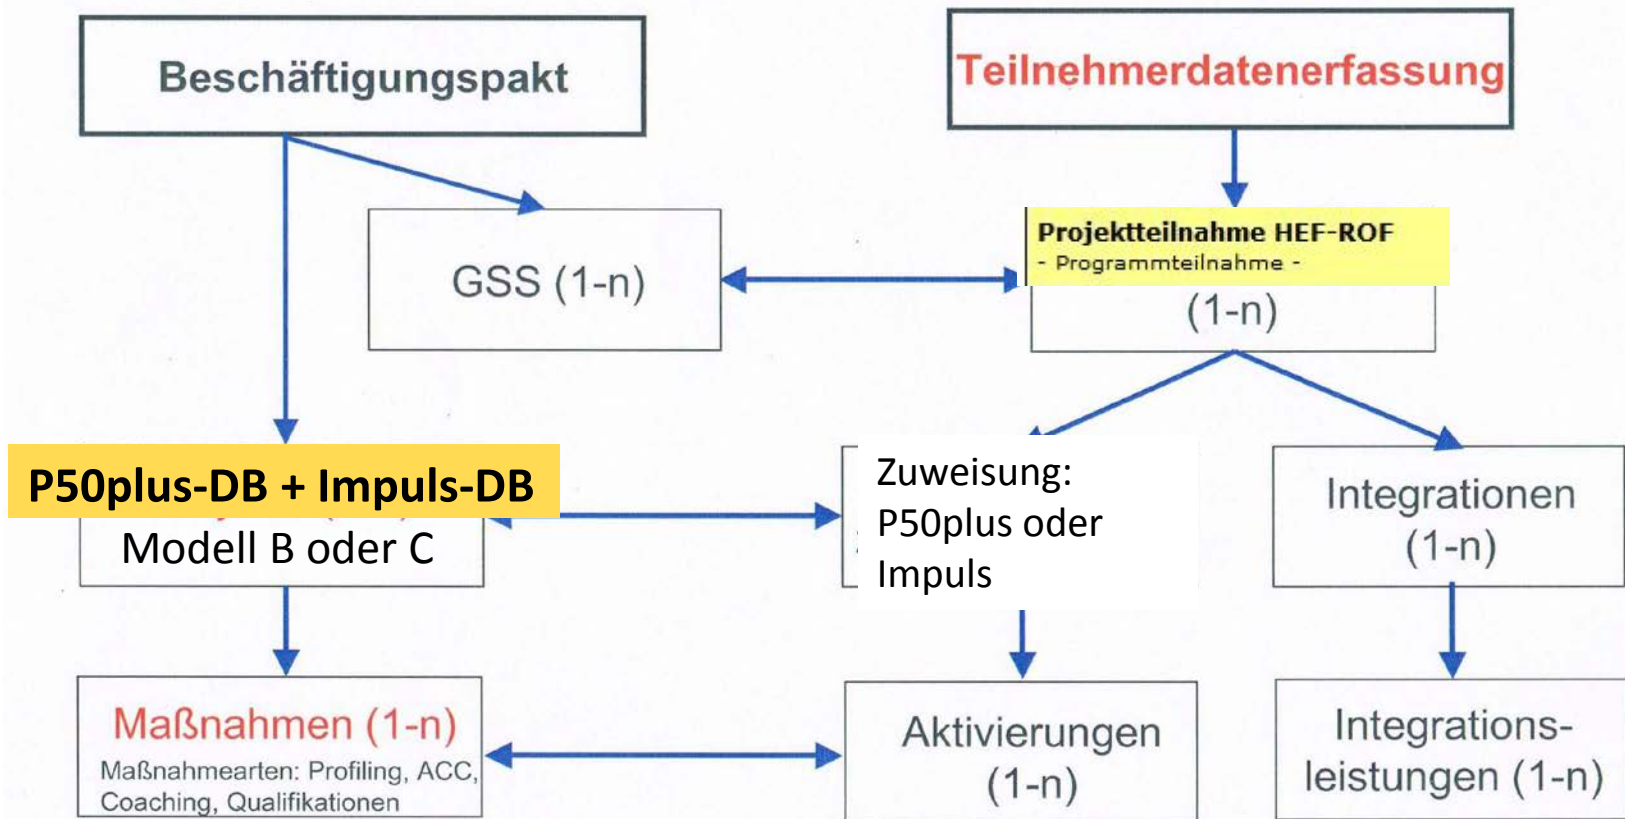 Beschäftigungspakt
Teilnehmerdatenerfassung
GSS (1-n)
Projektteilnahme HEF-ROF
- Programmteilnahme -
(1-n)
P50plus-DB + Impuls-DB
Modell B oder C
Zuweisung:
P50plus oder
Impuls
Integrationen
(1-n)
Maßnahmen (1-n)
Maßnahmearten: Profiling, ACC,
Coaching, Qualifikationen
Aktivierungen
(1-n)
Integrations-
leistungen (1-n)